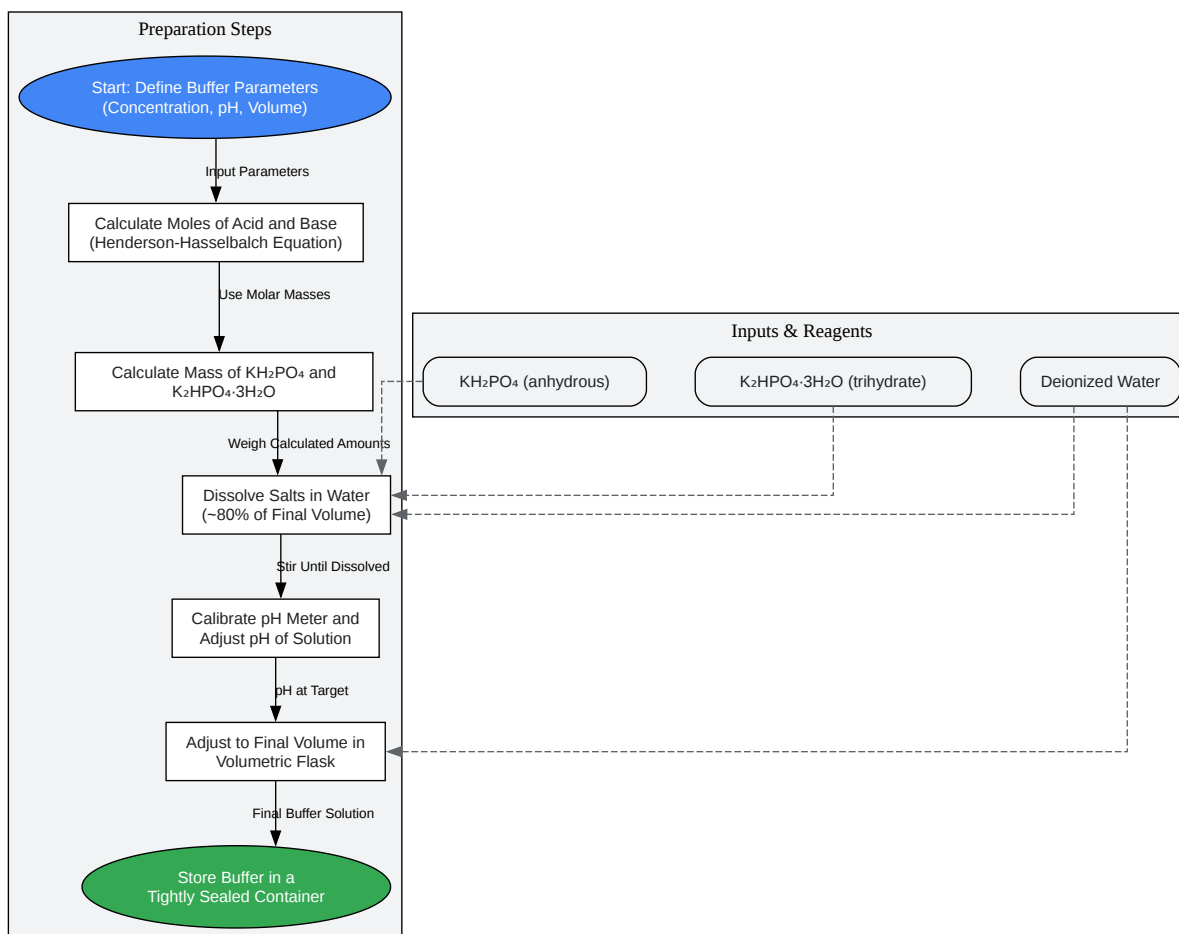 Preparation Steps
Start: Define Buffer Parameters
(Concentration, pH, Volume)
Input Parameters
Calculate Moles of Acid and Base
(Henderson-Hasselbalch Equation)
Use Molar Masses
Calculate Mass of KH₂PO₄ and
K₂HPO₄·3H₂O
Weigh Calculated Amounts
Dissolve Salts in Water
(~80% of Final Volume)
Stir Until Dissolved
Calibrate pH Meter and
Adjust pH of Solution
pH at Target
Adjust to Final Volume in
Volumetric Flask
Final Buffer Solution
Store Buffer in a
Tightly Sealed Container
Inputs & Reagents
KH₂PO₄ (anhydrous)
K₂HPO₄·3H₂O (trihydrate)
Deionized Water